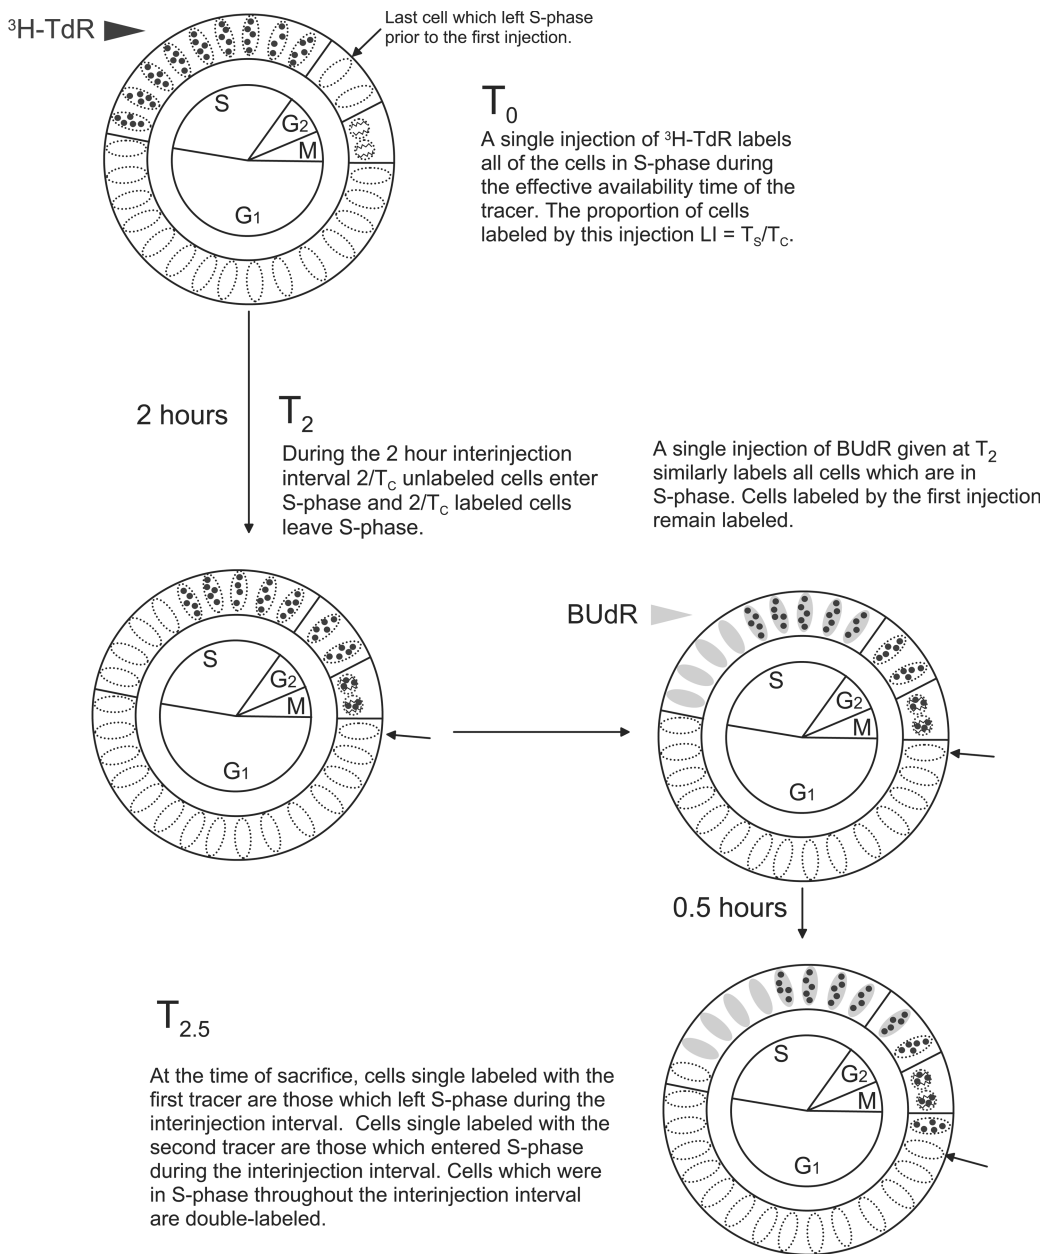 ³H-TdR
Last cell which left S-phase
prior to the first injection.
S
G2
M
G1
T0
A single injection of ³H-TdR labels
all of the cells in S-phase during
the effective availability time of the
tracer. The proportion of cells
labeled by this injection LI = TS/TC.
2 hours
T2
During the 2 hour interinjection
interval 2/TC unlabeled cells enter
S-phase and 2/TC labeled cells
leave S-phase.
A single injection of BUdR given at T2
similarly labels all cells which are in
S-phase. Cells labeled by the first injection
remain labeled.
S
G2
M
G1
BUdR
S
G2
M
G1
0.5 hours
T2.5
At the time of sacrifice, cells single labeled with the
first tracer are those which left S-phase during the
interinjection interval.  Cells single labeled with the
second tracer are those which entered S-phase
during the interinjection interval. Cells which were
in S-phase throughout the interinjection interval
are double-labeled.
S
G2
M
G1